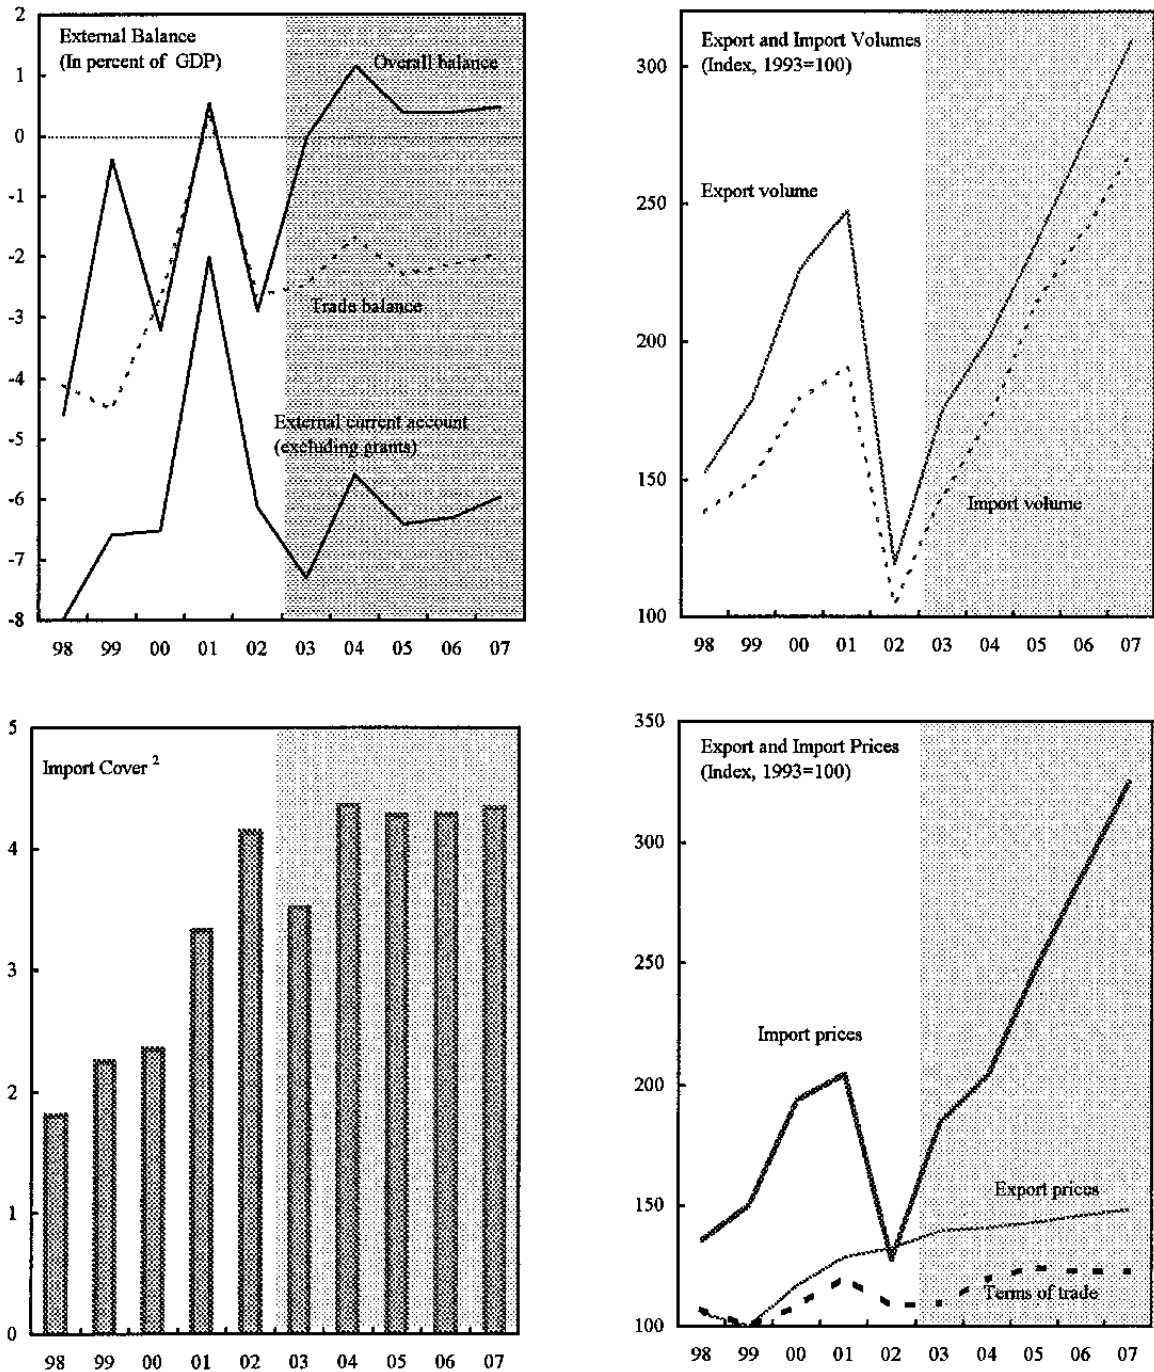 2
1
0
-1
-2
-3
-4
-5
-6
-7
-8
External Balance
(In percent of GDP)
Overall balance
Trade balance
External current account
(excluding grants)
98 99 00 01 02 03 04 05 06 07
300
250
200
150
100
Export and Import Volumes
(Index, 1993=100)
Export volume
Import volume
98 99 00 01 02 03 04 05 06 07
5
4
3
2
1
0
Import Cover 2
98 99 00 01 02 03 04 05 06 07
350
300
250
200
150
100
Export and Import Prices
(Index, 1993=100)
Import prices
Export prices
Terms of trade
98 99 00 01 02 03 04 05 06 07